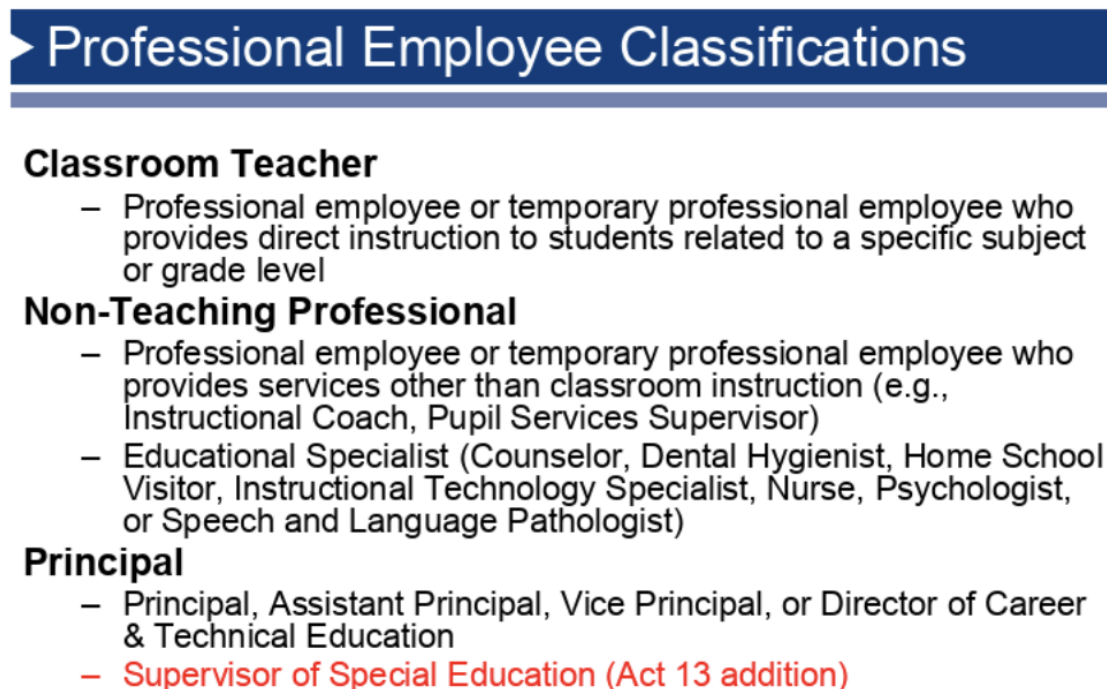 Professional Employee Classifications
Classroom Teacher
– Professional employee or temporary professional employee who
provides direct instruction to students related to a specific subject
or grade level
Non-Teaching Professional
– Professional employee or temporary professional employee who
provides services other than classroom instruction (e.g.,
Instructional Coach, Pupil Services Supervisor)
– Educational Specialist (Counselor, Dental Hygienist, Home School
Visitor, Instructional Technology Specialist, Nurse, Psychologist,
or Speech and Language Pathologist)
Principal
– Principal, Assistant Principal, Vice Principal, or Director of Career
& Technical Education
– Supervisor of Special Education (Act 13 addition)